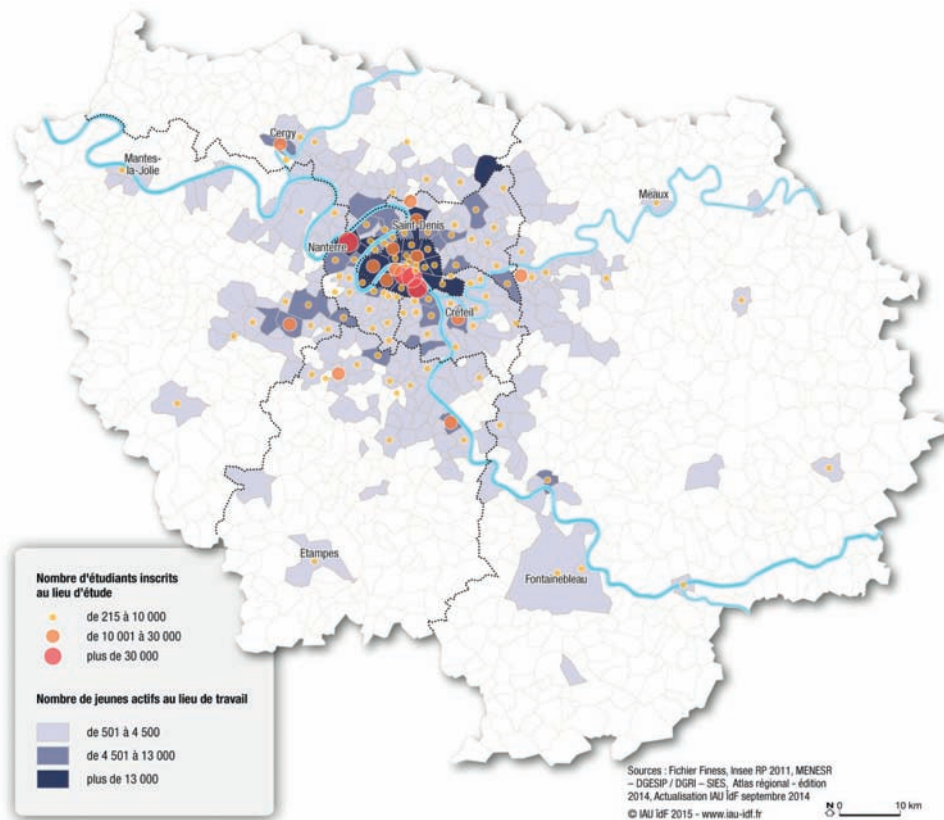 Cergy
Mantes-
la-Jolie
Meaux
Saint-Denis
Nanterre
Créteil
Etampes
Fontainebleau
Nombre d'étudiants inscrits
au lieu d'étude
de 215 à 10 000
de 10 001 à 30 000
plus de 30 000
Nombre de jeunes actifs au lieu de travail
de 501 à 4 500
de 4 501 à 13 000
plus de 13 000
Sources : Fichier Finess, Insee RP 2011, MENESR
– DGESIP / DGRI – SIES, Atlas régional - édition
2014, Actualisation IAU îdF septembre 2014
© IAU îdF 2015 - www.iau-idf.fr
N 0 10 km